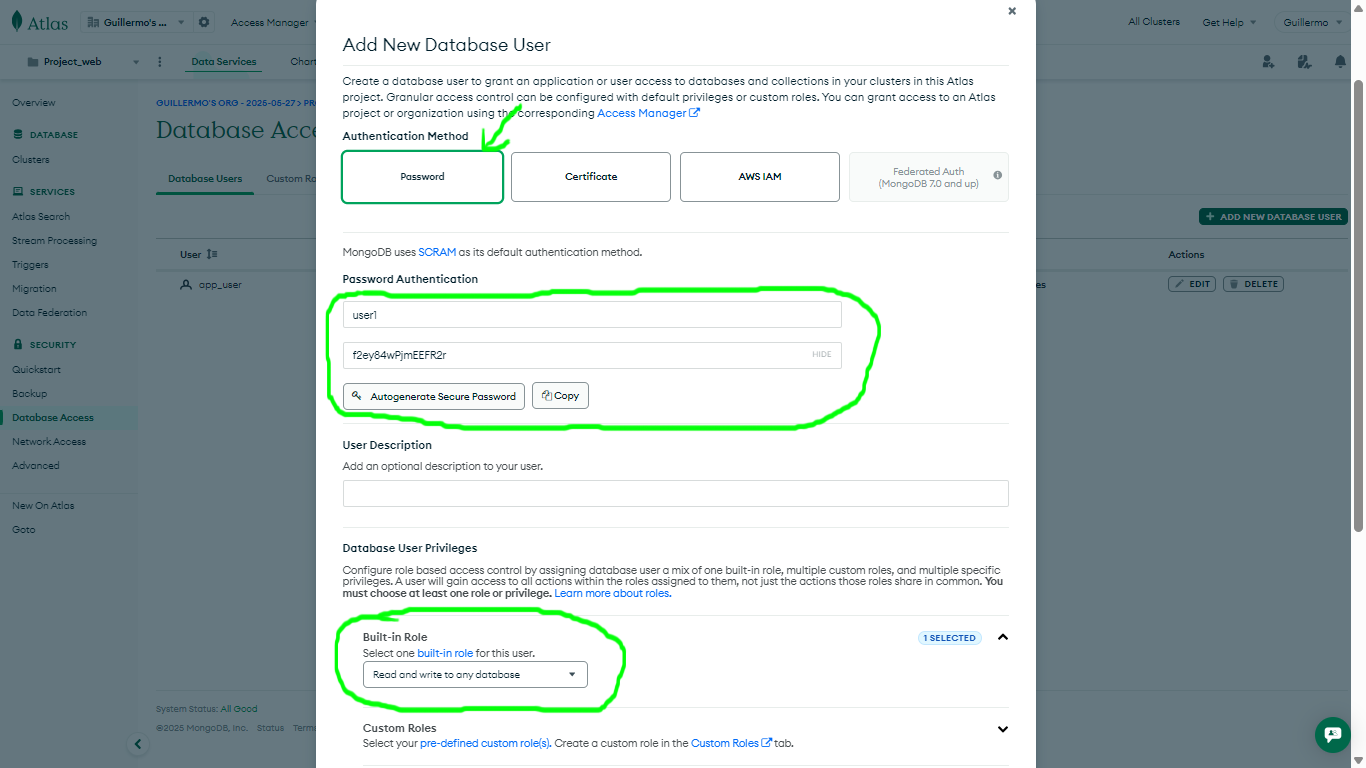 Atlas
Guillermo's ...
Access Manager
All Clusters
Get Help
Guillermo
Project_web
Data Services
Chart
Overview
DATABASE
Clusters
SERVICES
Atlas Search
Stream Processing
Triggers
Migration
Data Federation
SECURITY
Quickstart
Backup
Database Access
Network Access
Advanced
New On Atlas
Goto
GUILLERMO'S ORG - 2025-05-27 > PR
Database Acce
Database Users
Custom Ro
ADD NEW DATABASE USER
User
Actions
app_user
es
EDIT
DELETE
System Status: All Good
©2025 MongoDB, Inc.
Status
Terms
Add New Database User
Create a database user to grant an application or user access to databases and collections in your clusters in this Atlas
project. Granular access control can be configured with default privileges or custom roles. You can grant access to an Atlas
project or organization using the corresponding Access Manager
Authentication Method
Password
Certificate
AWS IAM
Federated Auth
(MongoDB 7.0 and up)
MongoDB uses SCRAM as its default authentication method.
Password Authentication
user1
f2ey84wPjmEEFR2r
HIDE
Autogenerate Secure Password
Copy
User Description
Add an optional description to your user.
Database User Privileges
Configure role based access control by assigning database user a mix of one built-in role, multiple custom roles, and multiple specific
privileges. A user will gain access to all actions within the roles assigned to them, not just the actions those roles share in common. You
must choose at least one role or privilege. Learn more about roles.
Built-in Role
1 SELECTED
Select one built-in role for this user.
Read and write to any database
Custom Roles
Select your pre-defined custom role(s). Create a custom role in the Custom Roles tab.